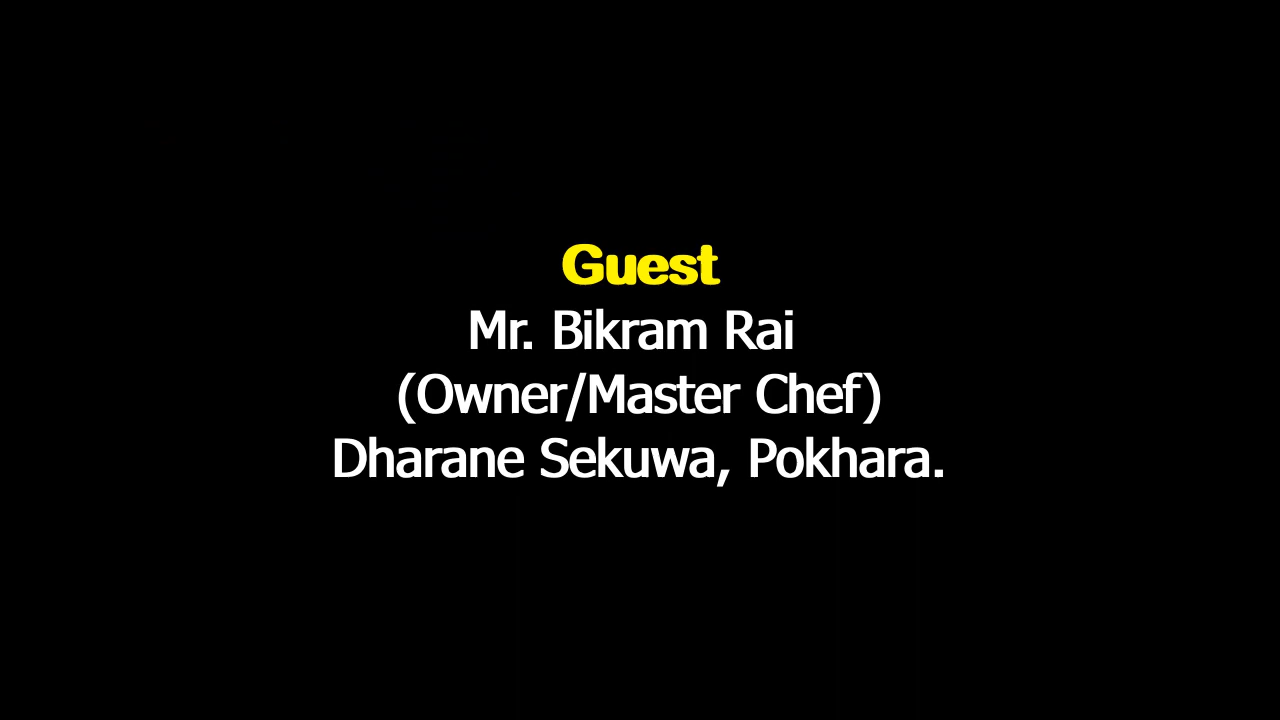 Guest
Mr. Bikram Rai
(Owner/Master Chef)
Dharane Sekuwa, Pokhara.